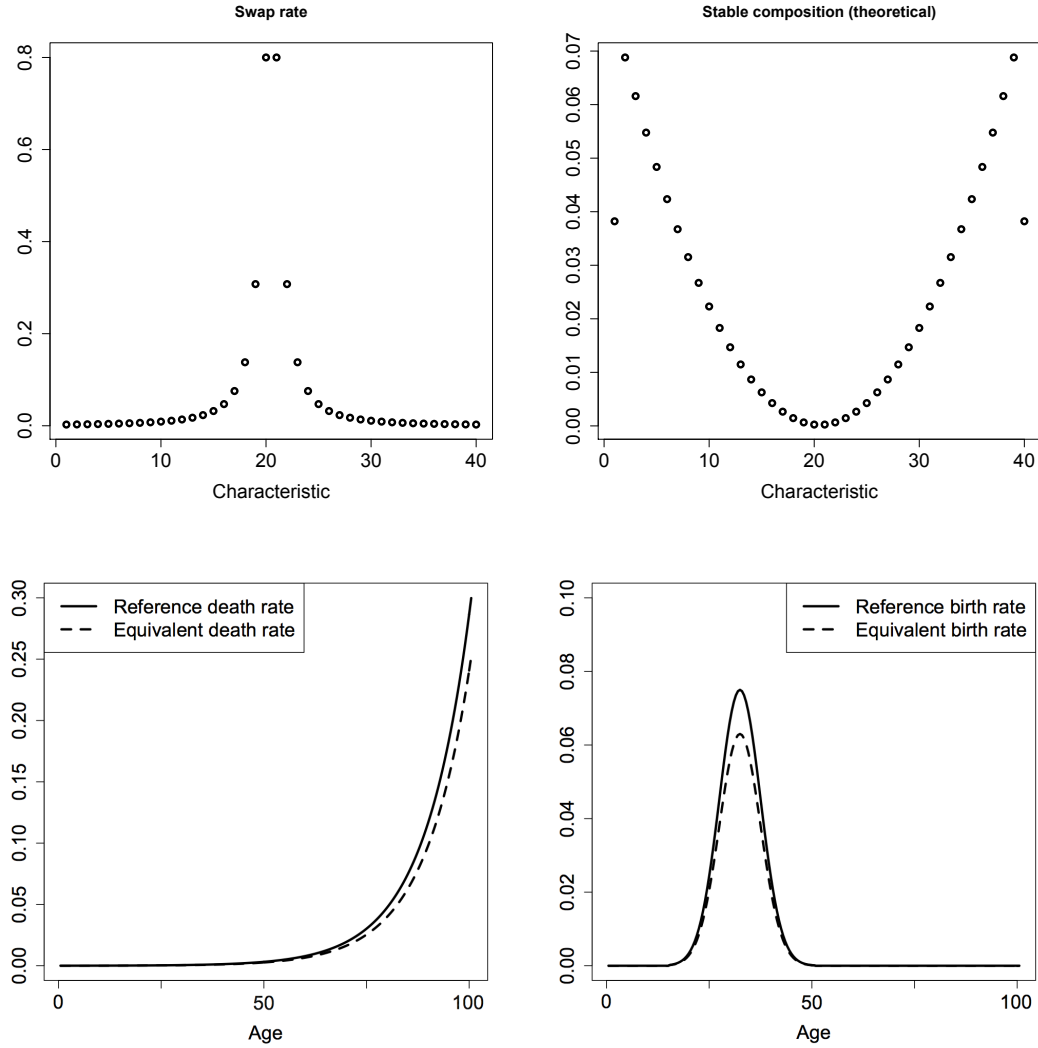 Swap rate
0.8
0.6
0.4
0.2
0.0
0 10 20 30 40
Characteristic
Stable composition (theoretical)
0.07
0.06
0.05
0.04
0.03
0.02
0.01
0.00
0 10 20 30 40
Characteristic
0.30
0.25
0.20
0.15
0.10
0.05
0.00
Reference death rate
Equivalent death rate
0 50 100
Age
0.10
0.08
0.06
0.04
0.02
0.00
Reference birth rate
Equivalent birth rate
0 50 100
Age